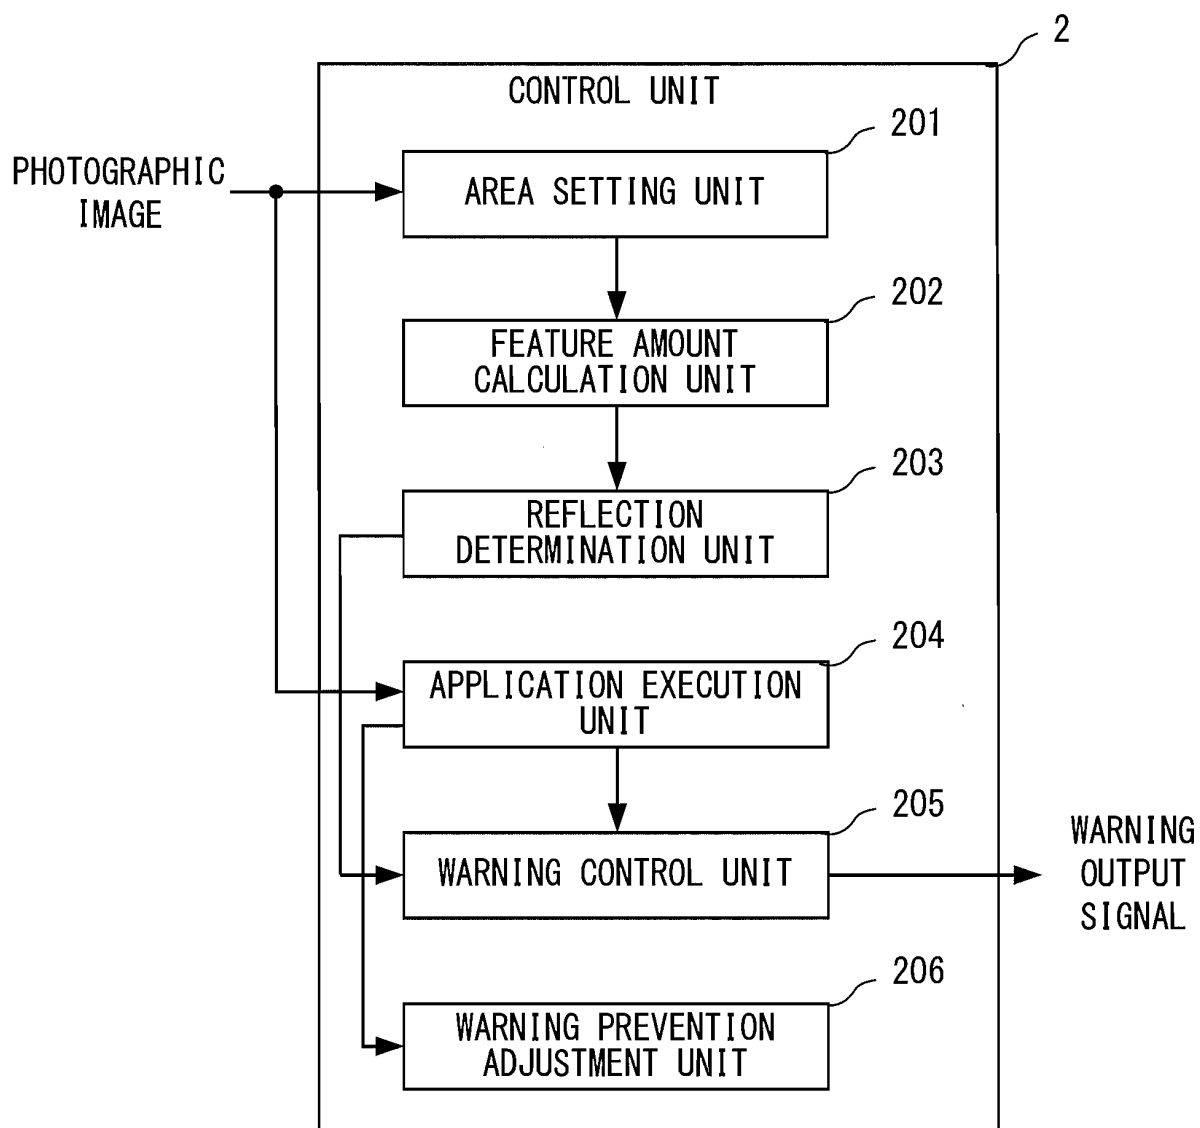 2
CONTROL UNIT
201
PHOTOGRAPHIC
IMAGE
AREA SETTING UNIT
202
FEATURE AMOUNT
CALCULATION UNIT
203
REFLECTION
DETERMINATION UNIT
204
APPLICATION EXECUTION
UNIT
205
WARNING CONTROL UNIT
WARNING
OUTPUT
SIGNAL
206
WARNING PREVENTION
ADJUSTMENT UNIT